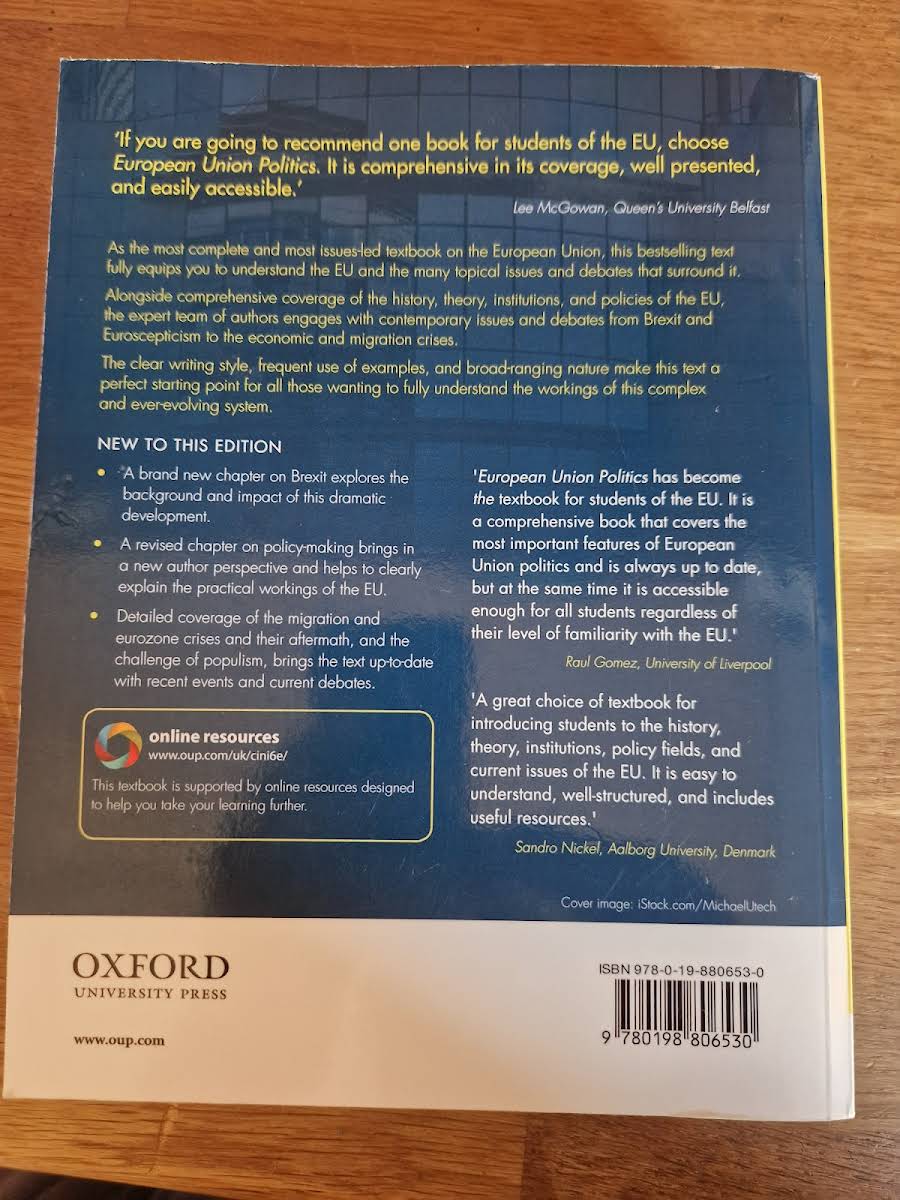 'If you are going to recommend one book for students of the EU, choose
European Union Politics. It is comprehensive in its coverage, well presented,
and easily accessible.'
Lee McGowan, Queen's University Belfast
As the most complete and most issues-led textbook on the European Union, this bestselling text
fully equips you to understand the EU and the many topical issues and debates that surround it.
Alongside comprehensive coverage of the history, theory, institutions, and policies of the EU,
the expert team of authors engages with contemporary issues and debates from Brexit and
Euroscepticism to the economic and migration crises.
The clear writing style, frequent use of examples, and broad-ranging nature make this text a
perfect starting point for all those wanting to fully understand the workings of this complex
and ever-evolving system.
NEW TO THIS EDITION
• A brand new chapter on Brexit explores the
background and impact of this dramatic
development.
• A revised chapter on policy-making brings in
a new author perspective and helps to clearly
explain the practical workings of the EU.
• Detailed coverage of the migration and
eurozone crises and their aftermath, and the
challenge of populism, brings the text up-to-date
with recent events and current debates.
online resources
www.oup.com/uk/cini6e/
This textbook is supported by online resources designed
to help you take your learning further.
'European Union Politics has become
the textbook for students of the EU. It is
a comprehensive book that covers the
most important features of European
Union politics and is always up to date,
but at the same time it is accessible
enough for all students regardless of
their level of familiarity with the EU.'
Raul Gomez, University of Liverpool
'A great choice of textbook for
introducing students to the history,
theory, institutions, policy fields, and
current issues of the EU. It is easy to
understand, well-structured, and includes
useful resources.'
Sandro Nickel, Aalborg University, Denmark
Cover image: iStock.com/MichaelUtech
OXFORD
UNIVERSITY PRESS
www.oup.com
ISBN 978-0-19-880653-0
9 780198 806530